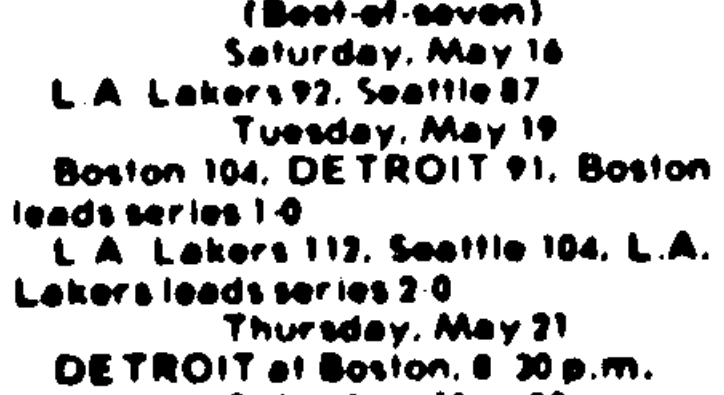 (Best-of-seven)
Saturday, May 16
L.A. Lakers 92, Seattle 87
Tuesday, May 19
Boston 104, DETROIT 91, Boston
leads series 1-0
L.A. Lakers 112, Seattle 104, L.A.
Lakers leads series 2-0
Thursday, May 21
DETROIT at Boston, 8:30 p.m.